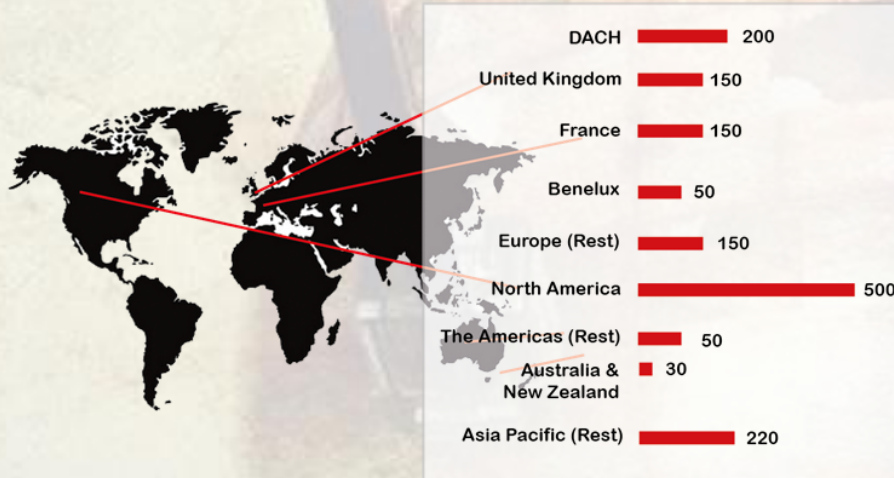 DACH 200
United Kingdom 150
France 150
Benelux 50
Europe (Rest) 150
North America 500
The Americas (Rest) 50
Australia & 30
New Zealand
Asia Pacific (Rest) 220